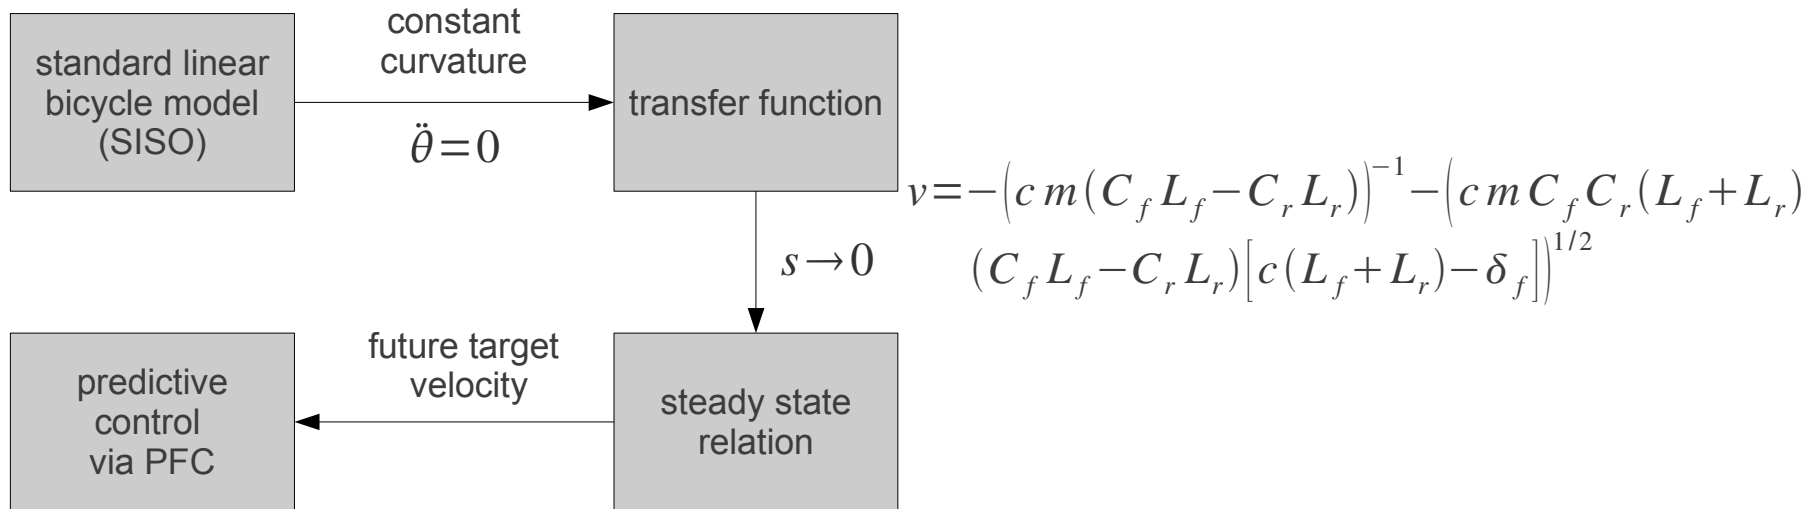 standard linear
bicycle model
(SISO)
constant
curvature
θ̈=0
transfer function
v=−(c m(C_f L_f−C_r L_r))^{−1}−(c m C_f C_r(L_f+L_r)
(C_f L_f−C_r L_r)[c(L_f+L_r)−δ_f])^{1/2}
s→0
predictive
control
via PFC
future target
velocity
steady state
relation